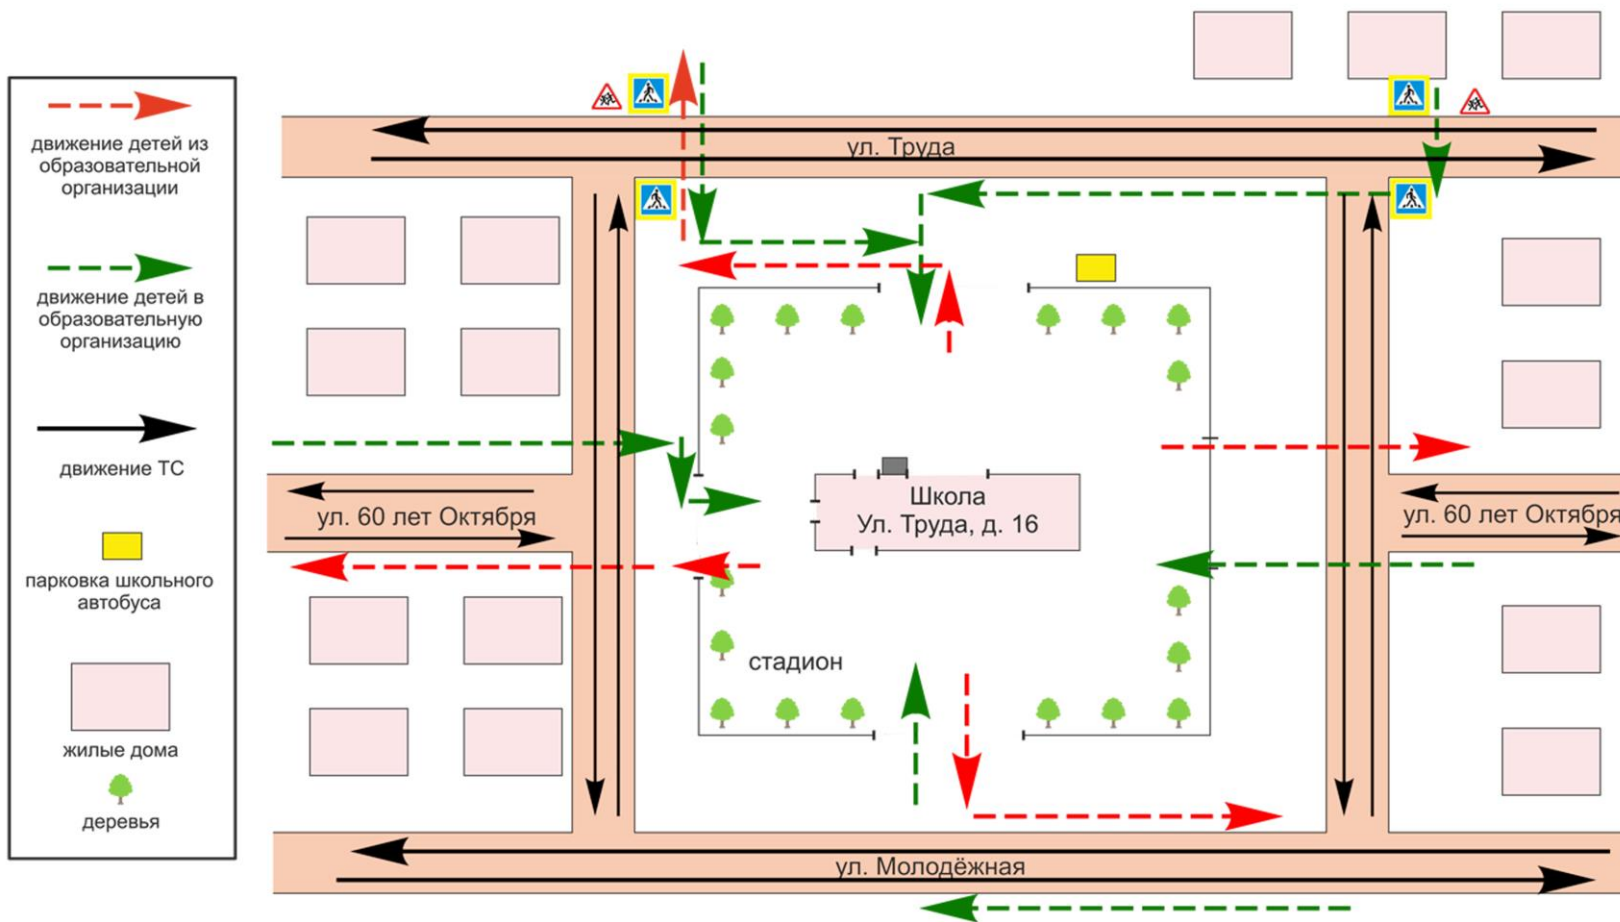 движение детей из
образовательной
организации
движение детей в
образовательную
организацию
движение ТС
парковка школьного
автобуса
жилые дома
деревья
ул. Труда
ул. 60 лет Октября
Школа
Ул. Труда, д. 16
ул. 60 лет Октября
стадион
ул. Молодёжная